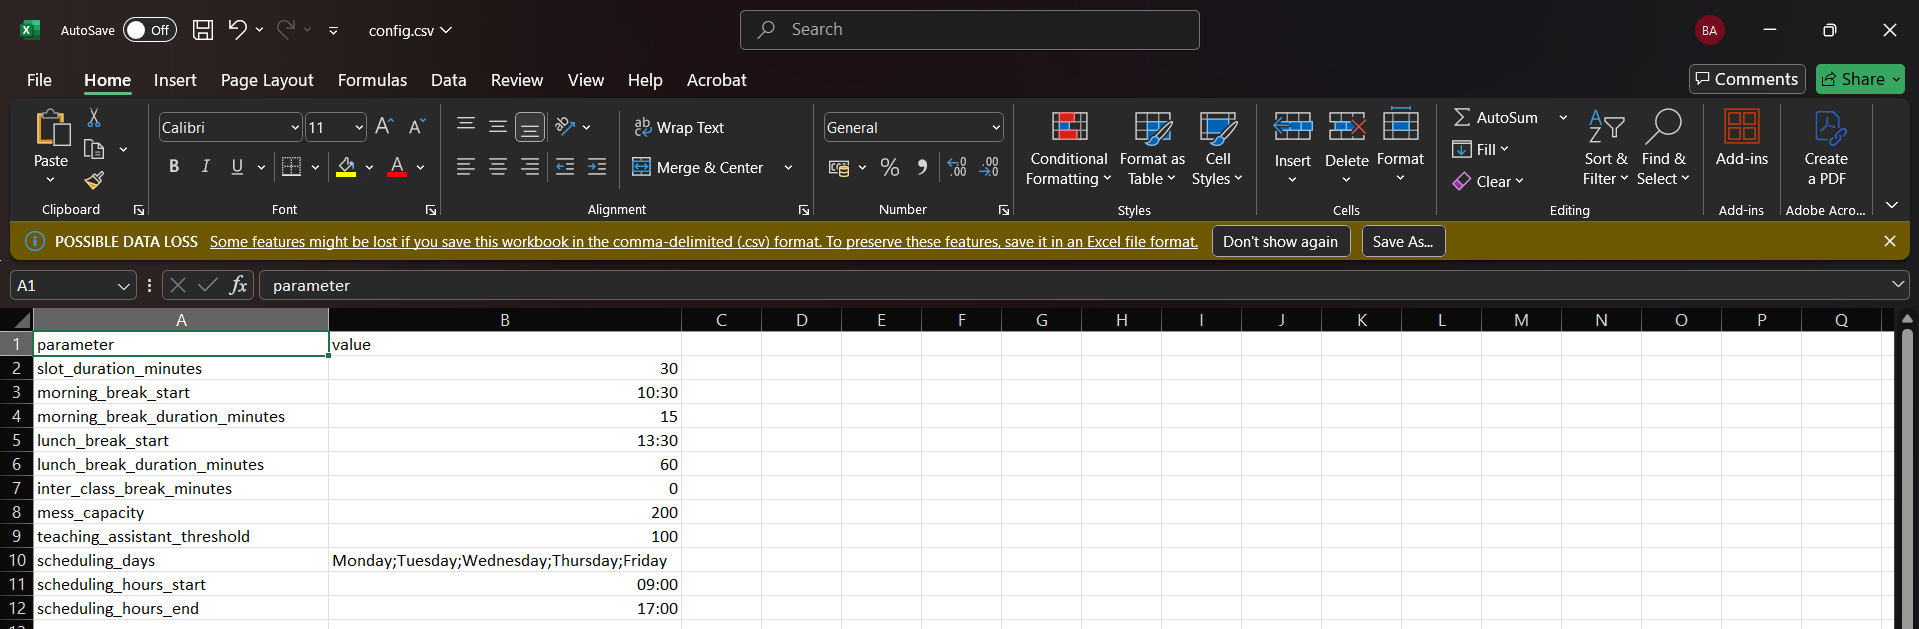 AutoSave Off config.csv Search BA
File Home Insert Page Layout Formulas Data Review View Help Acrobat Comments Share
Paste
Clipboard
Calibri 11
B I U A
Font
Wrap Text
Merge & Center
Alignment
General
% 9 .00
Number
Conditional Formatting
Format as Table
Cell Styles
Styles
Insert
Delete
Format
Cells
AutoSum
Fill
Clear
Sort & Filter
Find & Select
Editing
Add-ins
Add-ins
Create a PDF
Adobe Acro...
POSSIBLE DATA LOSS Some features might be lost if you save this workbook in the comma-delimited (.csv) format. To preserve these features, save it in an Excel file format. Don't show again Save As...
A1 fx parameter
A B C D E F G H I J K L M N O P Q
1 parameter value
2 slot_duration_minutes 30
3 morning_break_start 10:30
4 morning_break_duration_minutes 15
5 lunch_break_start 13:30
6 lunch_break_duration_minutes 60
7 inter_class_break_minutes 0
8 mess_capacity 200
9 teaching_assistant_threshold 100
10 scheduling_days Monday;Tuesday;Wednesday;Thursday;Friday
11 scheduling_hours_start 09:00
12 scheduling_hours_end 17:00